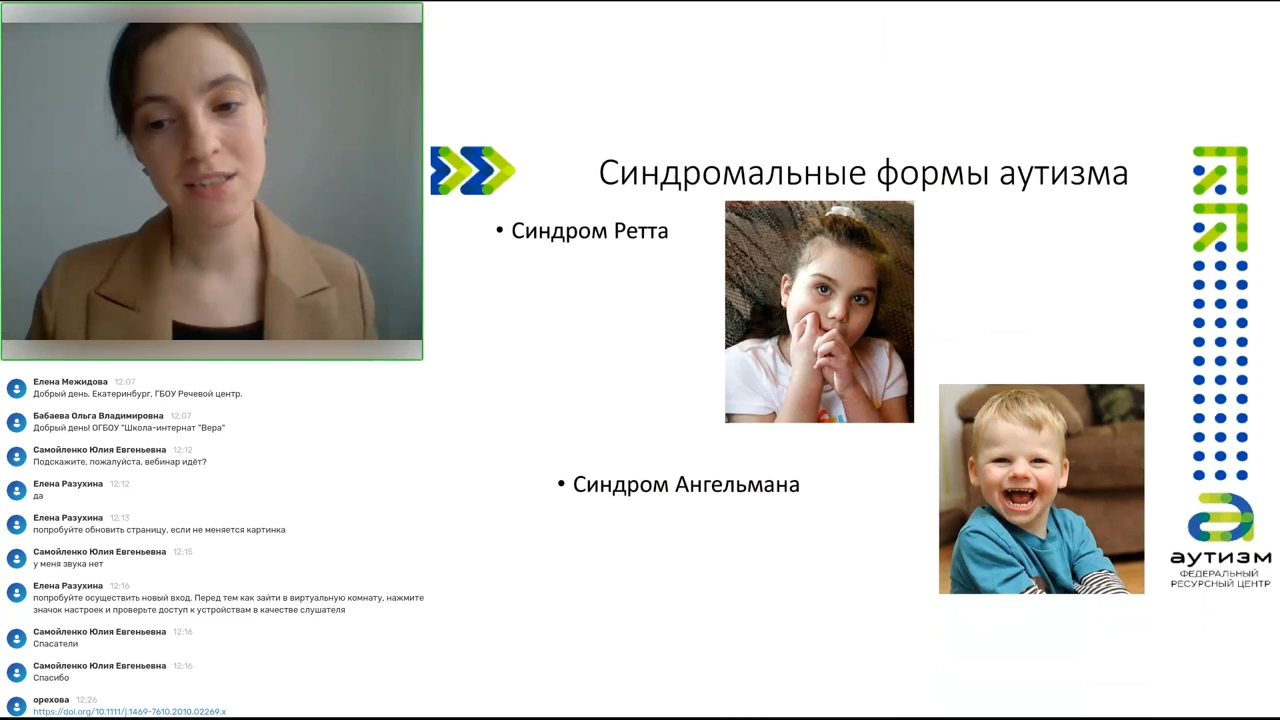 Синдромальные формы аутизма
• Синдром Ретта
• Синдром Ангельмана
аутизм
ФЕДЕРАЛЬНЫЙ
РЕСУРСНЫЙ ЦЕНТР
Елена Межидова 12:07
Добрый день. Екатеринбург, ГБОУ Речевой центр.
Бабаева Ольга Владимировна 12:07
Добрый день! ОГБОУ "Школа-интернат "Вера"
Самойленко Юлия Евгеньевна 12:12
Подскажите, пожалуйста, вебинар идёт?
Елена Разухина 12:12
да
Елена Разухина 12:13
попробуйте обновить страницу, если не меняется картинка
Самойленко Юлия Евгеньевна 12:15
у меня звука нет
Елена Разухина 12:16
попробуйте осуществить новый вход. Перед тем как зайти в виртуальную комнату, нажмите
значок настроек и проверьте доступ к устройствам в качестве слушателя
Самойленко Юлия Евгеньевна 12:16
Спасатели
Самойленко Юлия Евгеньевна 12:16
Спасибо
орехова 12:26
https://doi.org/10.1111/j.1469-7610.2010.02269.x